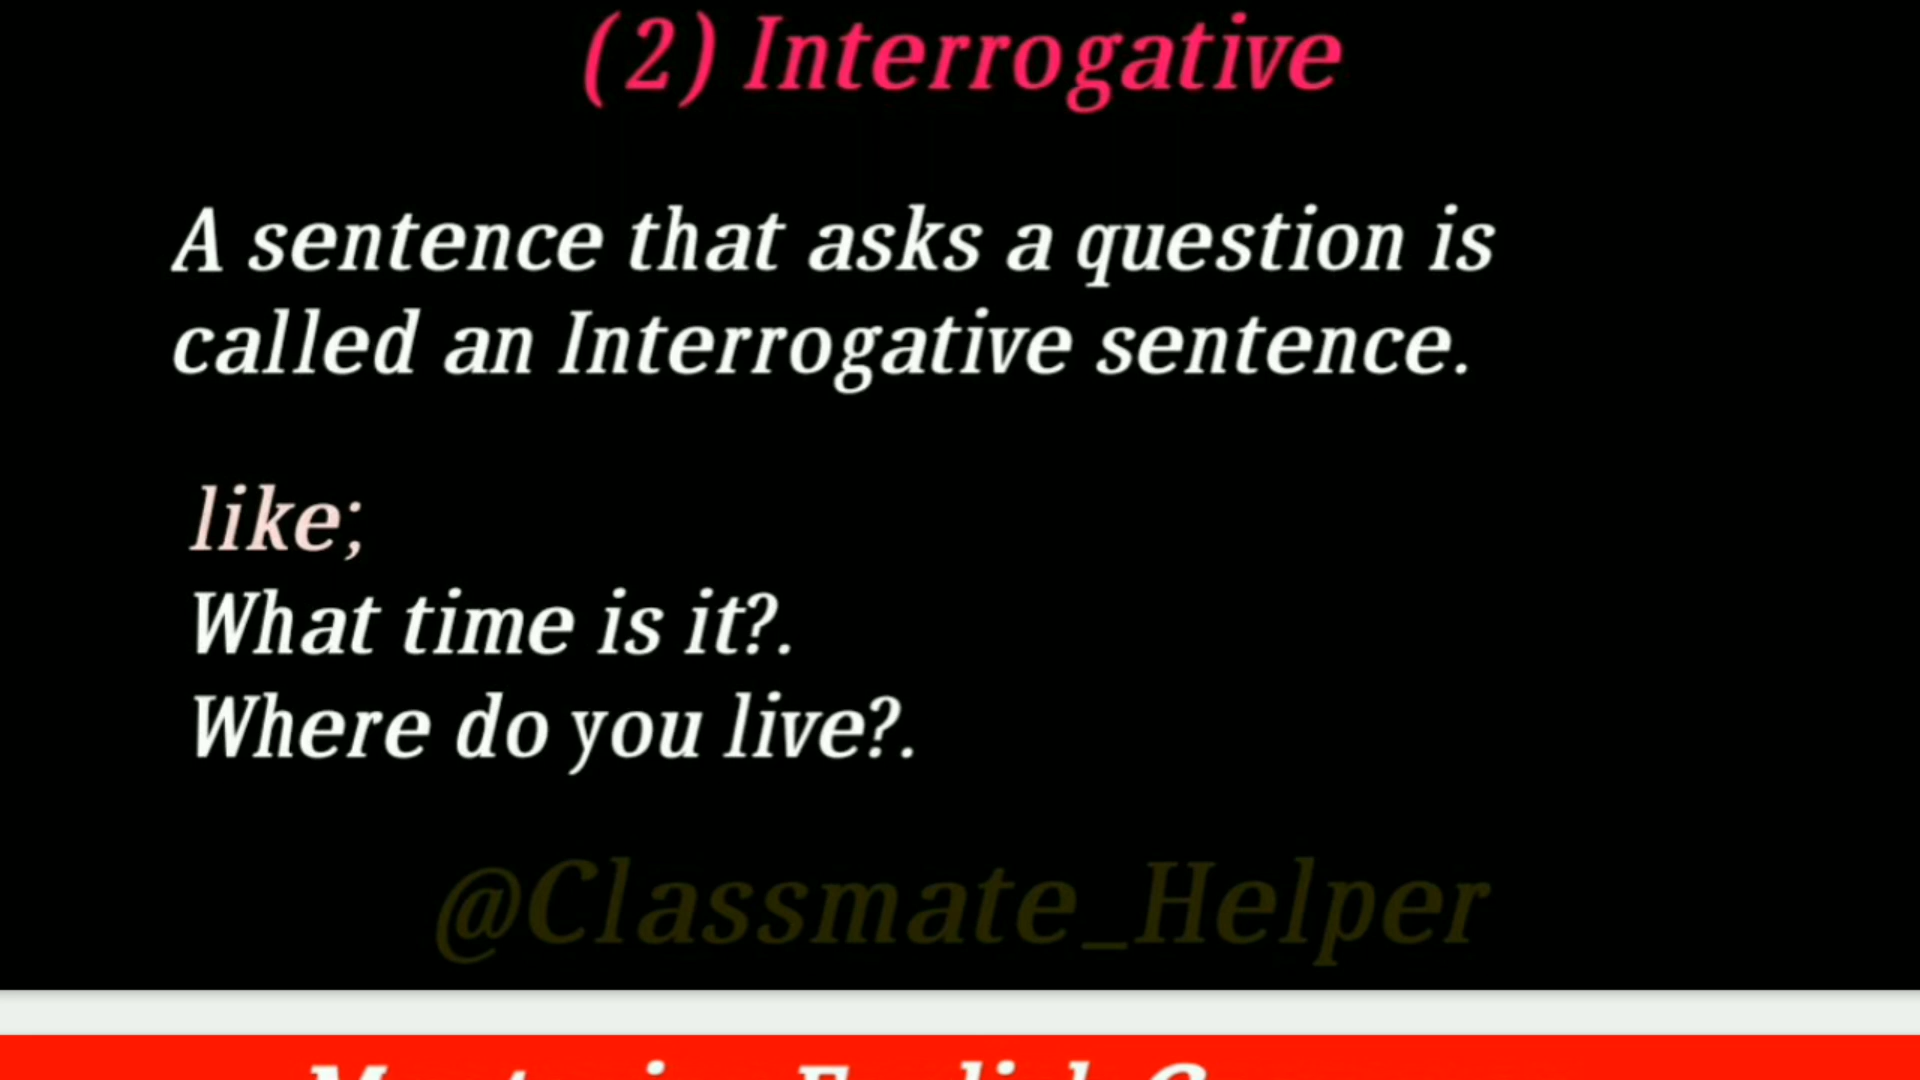 (2) Interrogative
A sentence that asks a question is
called an Interrogative sentence.
like;
What time is it?.
Where do you live?.
@Classmate_Helper